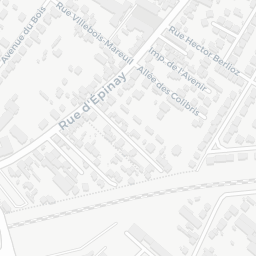 Avenue du Bois
Rue Villebois-Mareuil
Rue Hector Berlioz
Imp. de l'Avenir
Allée des Colibris
Rue d'Épinay